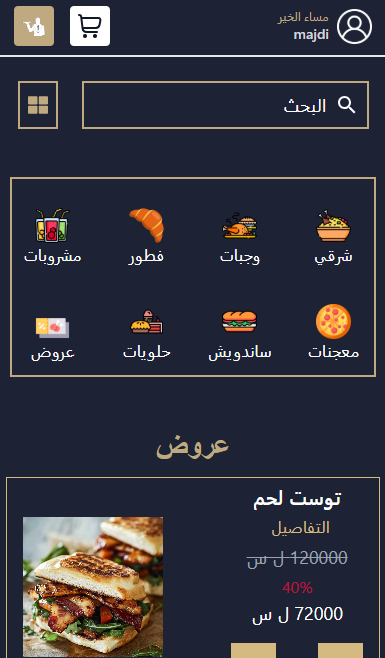 مساء الخير
majdi
البحث
شرقي
وجبات
فطور
مشروبات
معجنات
ساندويش
حلويات
عروض
عروض
توست لحم
التفاصيل
120000 ل س
40%
72000 ل س